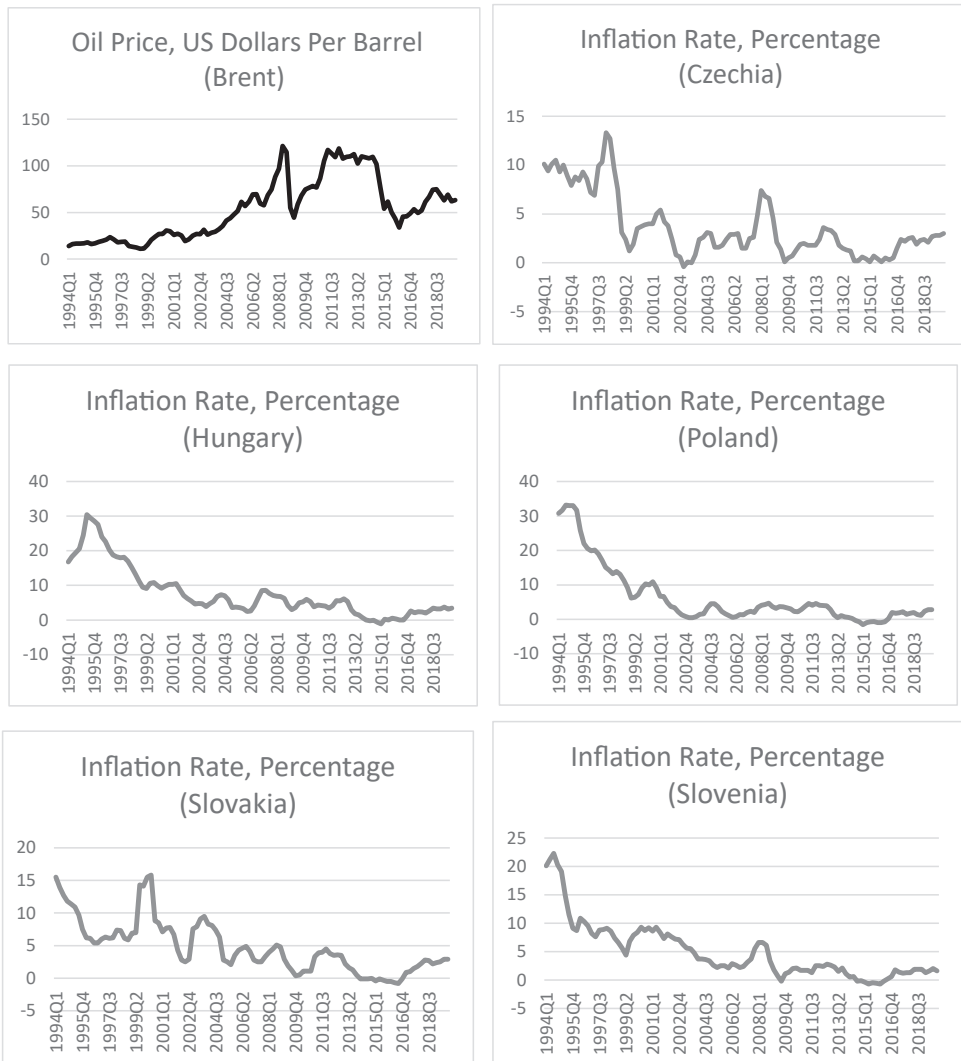 Oil Price, US Dollars Per Barrel
(Brent)
150
100
50
0
1994Q1
1995Q4
1997Q3
1999Q2
2001Q1
2002Q4
2004Q3
2006Q2
2008Q1
2009Q4
2011Q3
2013Q2
2015Q1
2016Q4
2018Q3
Inflation Rate, Percentage
(Czechia)
15
10
5
0
-5
1994Q1
1995Q4
1997Q3
1999Q2
2001Q1
2002Q4
2004Q3
2006Q2
2008Q1
2009Q4
2011Q3
2013Q2
2015Q1
2016Q4
2018Q3
Inflation Rate, Percentage
(Hungary)
40
30
20
10
0
-10
1994Q1
1995Q4
1997Q3
1999Q2
2001Q1
2002Q4
2004Q3
2006Q2
2008Q1
2009Q4
2011Q3
2013Q2
2015Q1
2016Q4
2018Q3
Inflation Rate, Percentage
(Poland)
40
30
20
10
0
-10
1994Q1
1995Q4
1997Q3
1999Q2
2001Q1
2002Q4
2004Q3
2006Q2
2008Q1
2009Q4
2011Q3
2013Q2
2015Q1
2016Q4
2018Q3
Inflation Rate, Percentage
(Slovakia)
20
15
10
5
0
-5
1994Q1
1995Q4
1997Q3
1999Q2
2001Q1
2002Q4
2004Q3
2006Q2
2008Q1
2009Q4
2011Q3
2013Q2
2015Q1
2016Q4
2018Q3
Inflation Rate, Percentage
(Slovenia)
25
20
15
10
5
0
-5
1994Q1
1995Q4
1997Q3
1999Q2
2001Q1
2002Q4
2004Q3
2006Q2
2008Q1
2009Q4
2011Q3
2013Q2
2015Q1
2016Q4
2018Q3